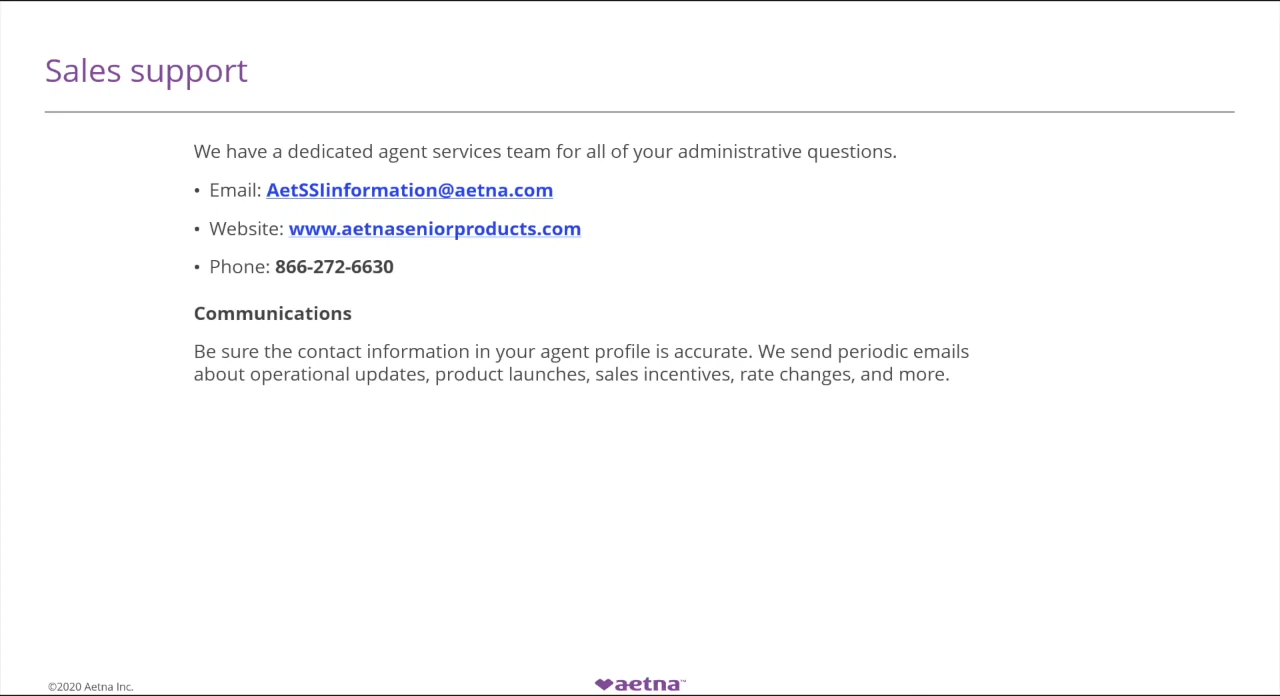 Sales support
We have a dedicated agent services team for all of your administrative questions.
• Email: AetSSIinformation@aetna.com
• Website: www.aetnaseniorproducts.com
• Phone: 866-272-6630
Communications
Be sure the contact information in your agent profile is accurate. We send periodic emails
about operational updates, product launches, sales incentives, rate changes, and more.
©2020 Aetna Inc.
aetna™